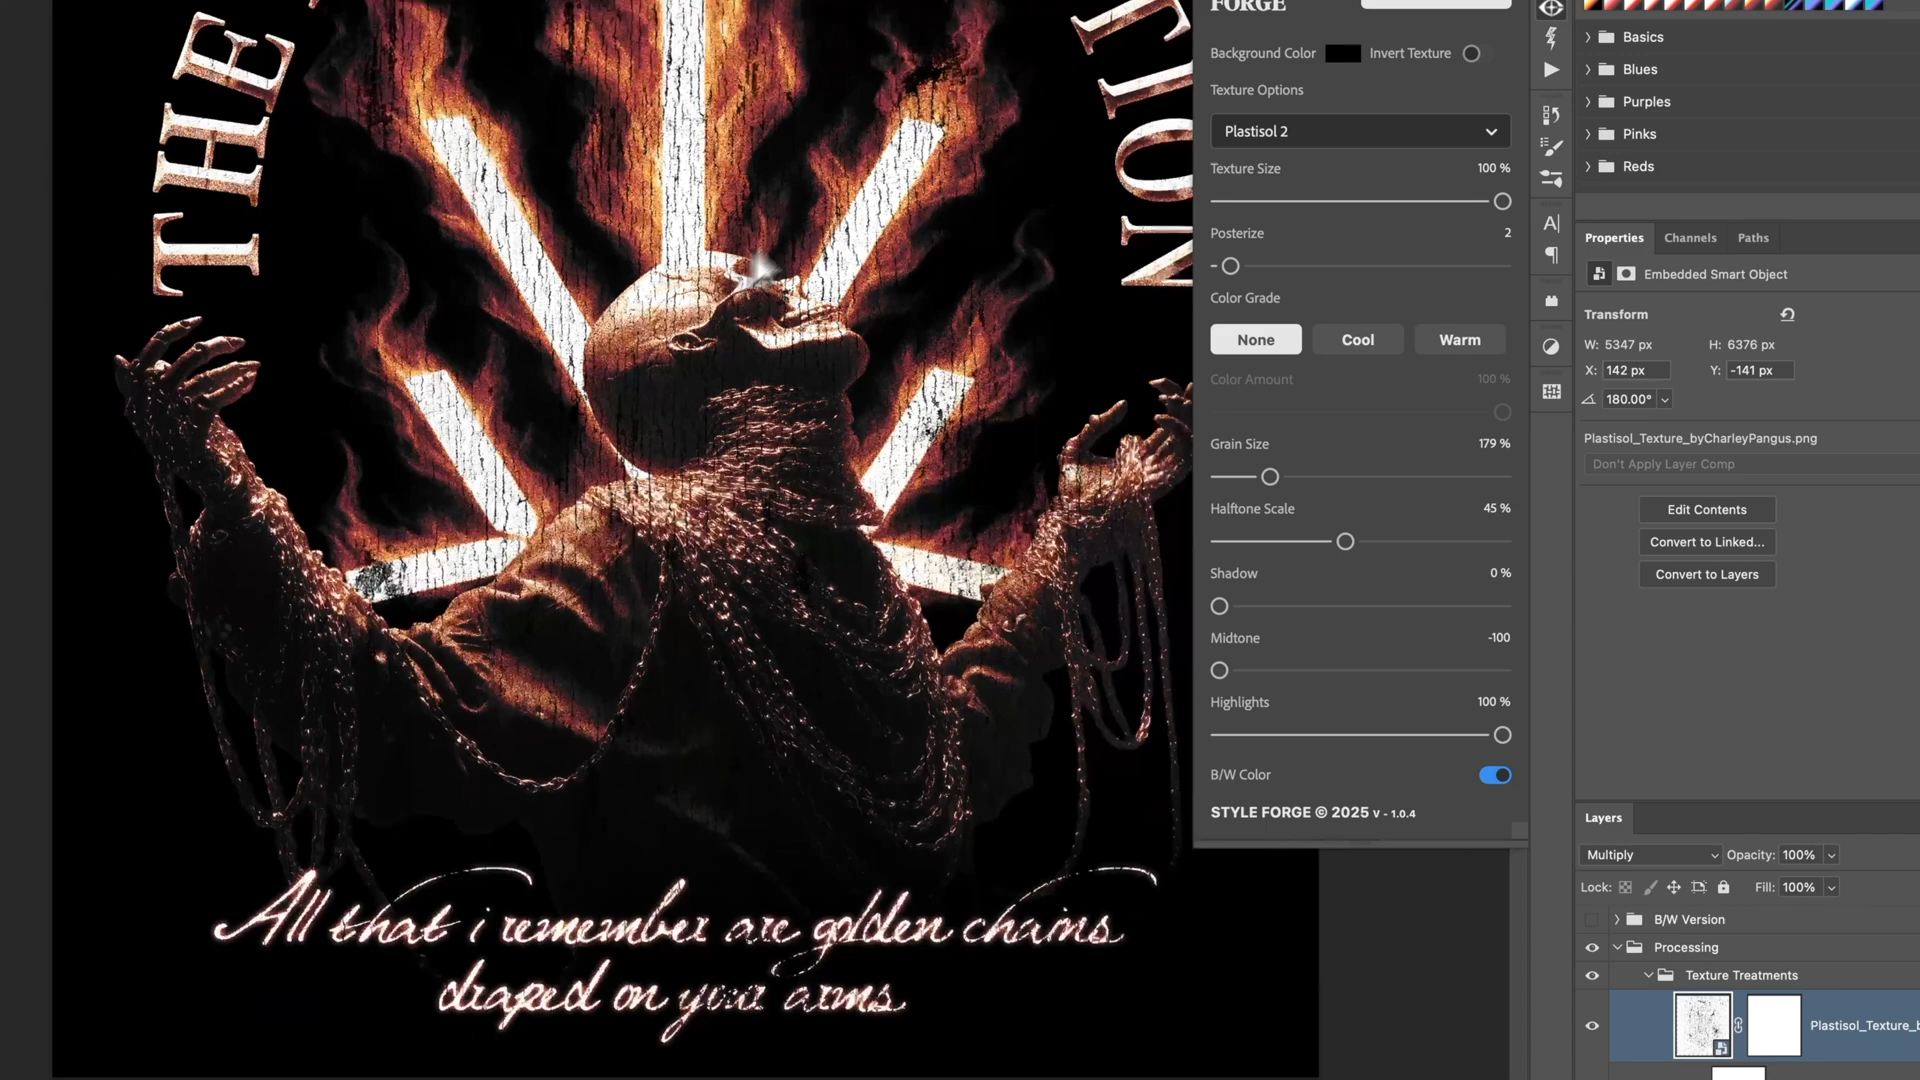 THE
TION
All that i remember are golden chains
draped on your arms
FORGE
Background Color
Invert Texture
Texture Options
Plastisol 2
Texture Size
100 %
Posterize
2
Color Grade
None
Cool
Warm
Color Amount
100 %
Grain Size
179 %
Halftone Scale
45 %
Shadow
0 %
Midtone
-100
Highlights
100 %
B/W Color
STYLE FORGE © 2025 V - 1.0.4
Basics
Blues
Purples
Pinks
Reds
Properties
Channels
Paths
Embedded Smart Object
Transform
W: 5347 px
H: 6376 px
X: 142 px
Y: -141 px
180.00°
Plastisol_Texture_byCharleyPangus.png
Don't Apply Layer Comp
Edit Contents
Convert to Linked...
Convert to Layers
Layers
Multiply
Opacity: 100%
Lock:
Fill: 100%
B/W Version
Processing
Texture Treatments
Plastisol_Texture_b